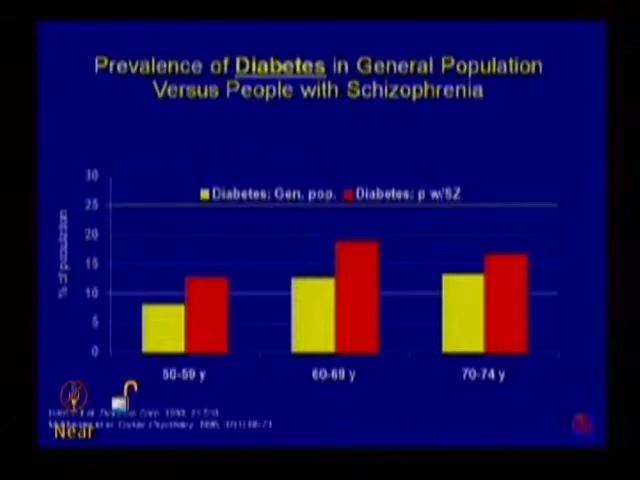 Prevalence of Diabetes in General Population
Versus People with Schizophrenia
30
Diabetes: Gen. pop. Diabetes: p w/SZ
25
20
15
10
5
0
% of population
50-59 y 60-69 y 70-74 y
Near